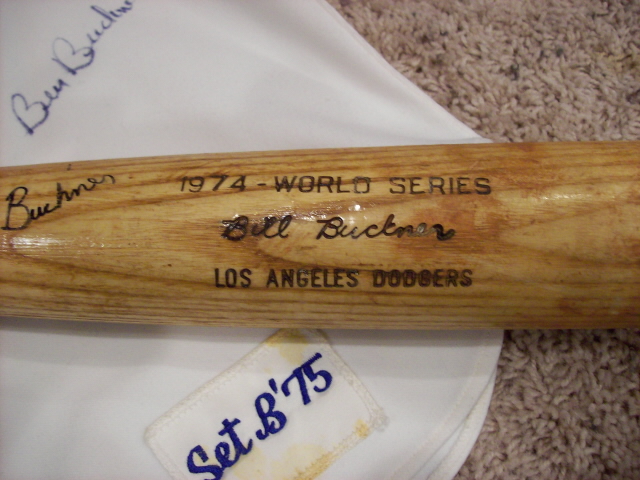 Bill Buckner
Buckner
1974 - WORLD SERIES
Bill Buckner
LOS ANGELES DODGERS
Set B '75